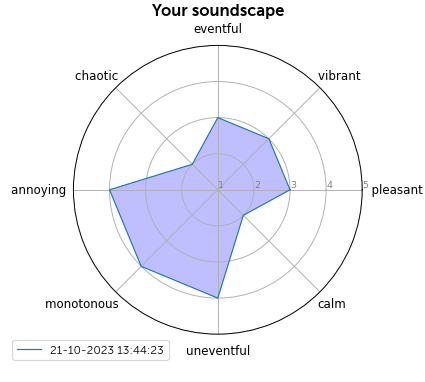 Your soundscape
eventful
chaotic
vibrant
annoying
1 2 3 4 5
pleasant
monotonous
calm
uneventful
21-10-2023 13:44:23